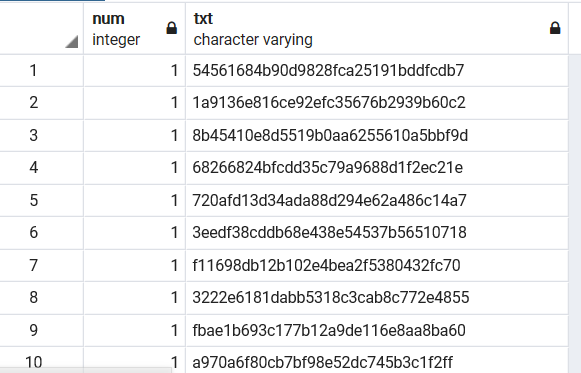 num txt
integer character varying
1 1 54561684b90d9828fca25191bddfcdb7
2 1 1a9136e816ce92efc35676b2939b60c2
3 1 8b45410e8d5519b0aa6255610a5bbf9d
4 1 68266824bfcdd35c79a9688d1f2ec21e
5 1 720afd13d34ada88d294e62a486c14a7
6 1 3eedf38cddb68e438e54537b56510718
7 1 f11698db12b102e4bea2f5380432fc70
8 1 3222e6181dabb5318c3cab8c772e4855
9 1 fbae1b693c177b12a9de116e8aa8ba60
10 1 a970a6f80cb7bf98e52dc745b3c1f2ff